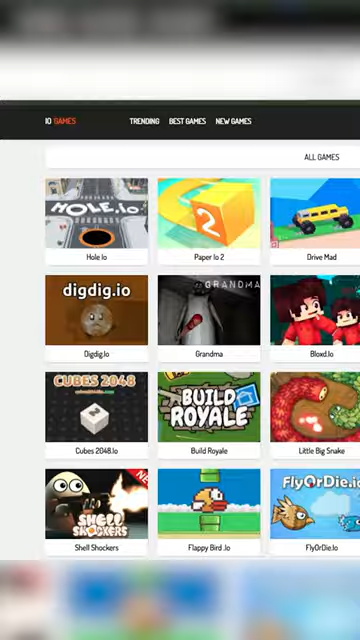 IO GAMES TRENDING BEST GAMES NEW GAMES
ALL GAMES
HOLE.io
2
Hole Io Paper Io 2 Drive Mad
digdig.io GRANDMA
Digdig.Io Grandma Bloxd.Io
CUBES 2048 BUILD ROYALE
Cubes 2048.Io Build Royale Little Big Snake
SHELL SHOCKERS FlyOrDie.io
Shell Shockers Flappy Bird .Io FlyOrDie.Io